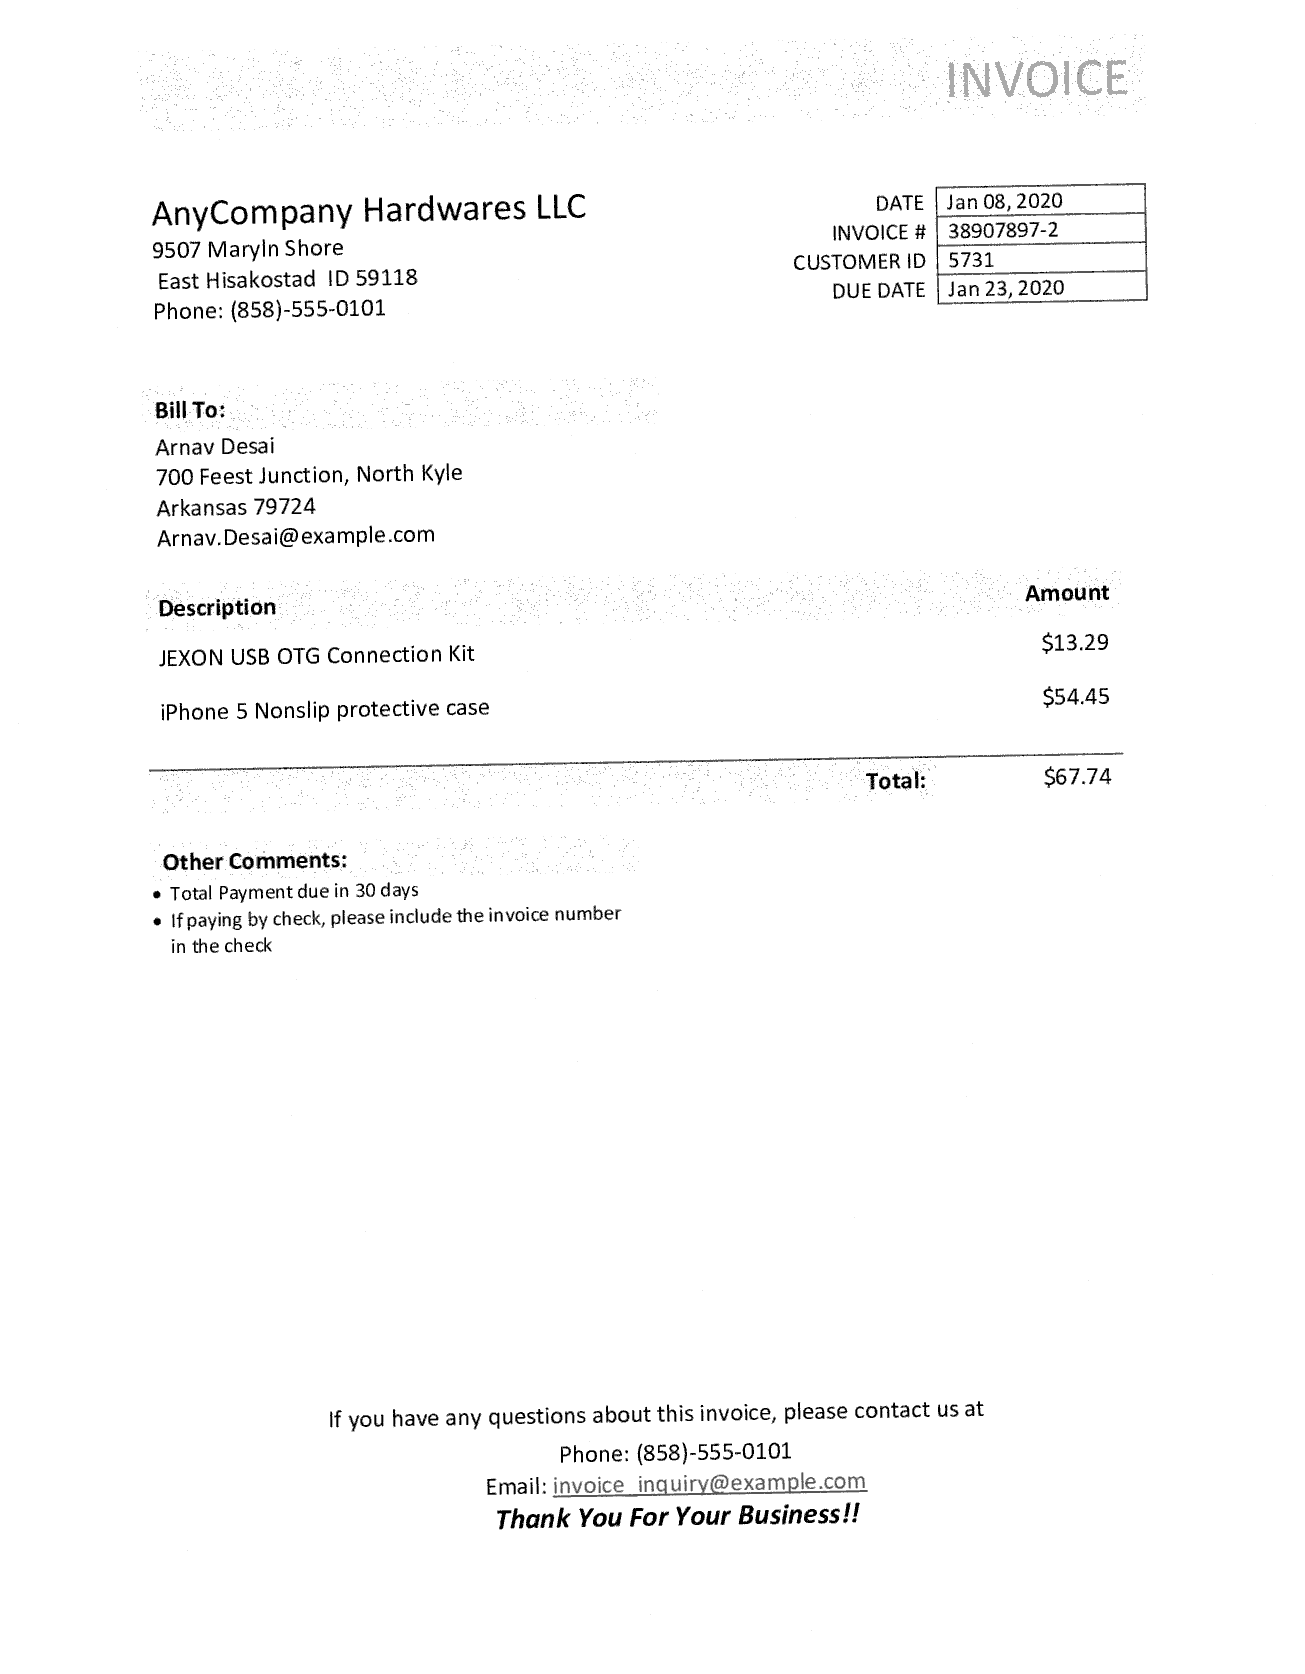 INVOICE
AnyCompany Hardwares LLC
9507 Maryln Shore
East Hisakostad ID 59118
Phone: (858)-555-0101
DATE Jan 08, 2020
INVOICE # 38907897-2
CUSTOMER ID 5731
DUE DATE Jan 23, 2020
Bill To:
Arnav Desai
700 Feest Junction, North Kyle
Arkansas 79724
Arnav.Desai@example.com
Description Amount
JEXON USB OTG Connection Kit $13.29
iPhone 5 Nonslip protective case $54.45
Total: $67.74
Other Comments:
• Total Payment due in 30 days
• If paying by check, please include the invoice number
in the check
If you have any questions about this invoice, please contact us at
Phone: (858)-555-0101
Email: invoice_inquiry@example.com
Thank You For Your Business!!